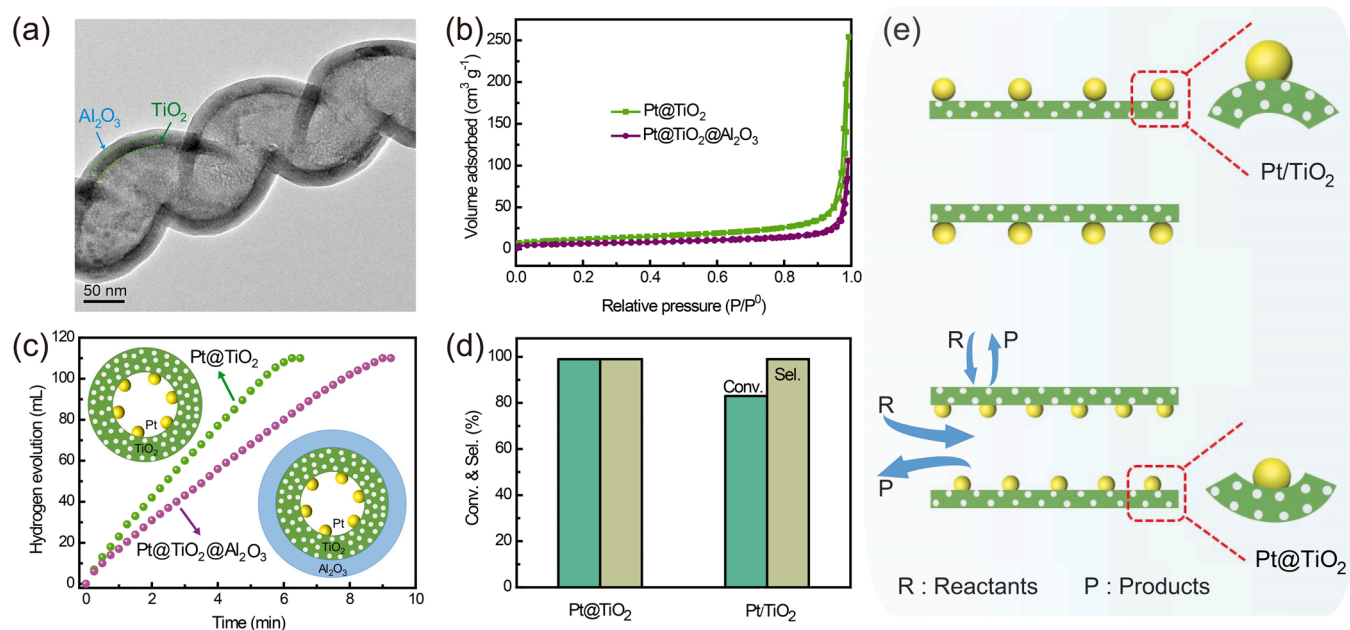 (a)
Al₂O₃
TiO₂
50 nm
(b)
Volume adsorbed (cm³ g⁻¹)
250
200
150
100
50
0
Pt@TiO₂
Pt@TiO₂@Al₂O₃
0.0 0.2 0.4 0.6 0.8 1.0
Relative pressure (P/P⁰)
(c)
Hydrogen evolution (mL)
120
100
80
60
40
20
0
Pt@TiO₂
Pt
TiO₂
Pt@TiO₂@Al₂O₃
Pt
TiO₂
Al₂O₃
0 2 4 6 8 10
Time (min)
(d)
Conv. & Sel. (%)
100
80
60
40
20
0
Conv.
Sel.
Pt@TiO₂ Pt/TiO₂
(e)
Pt/TiO₂
R P
R
P
Pt@TiO₂
R : Reactants P : Products